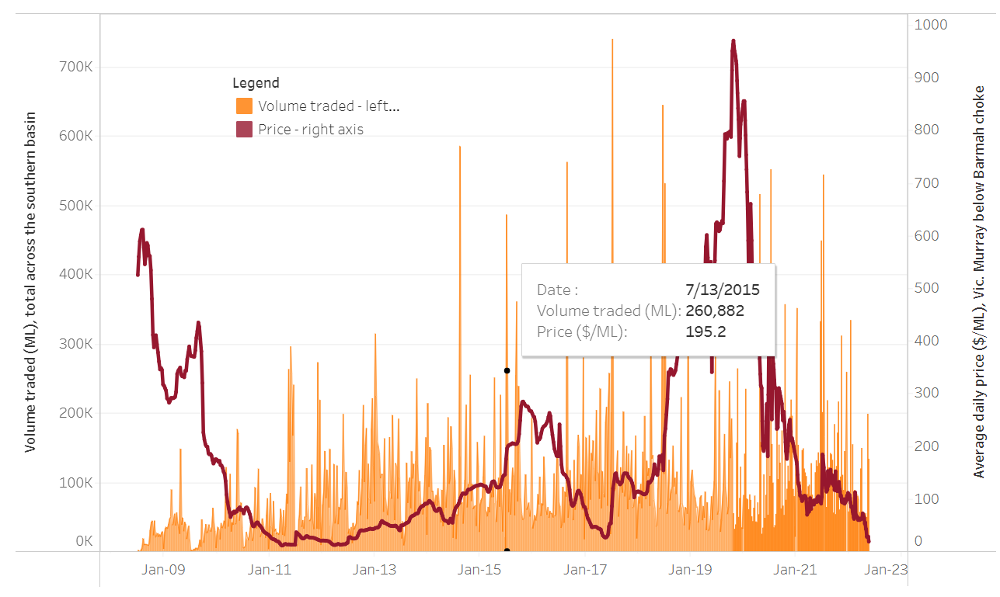 Legend
Volume traded - left...
Price - right axis
Volume traded (ML), total across the southern basin
700K
600K
500K
400K
300K
200K
100K
0K
Date : 7/13/2015
Volume traded (ML): 260,882
Price ($/ML): 195.2
1000
900
800
700
600
500
400
300
200
100
0
Average daily price ($/ML), Vic. Murray below Barmah choke
Jan-09 Jan-11 Jan-13 Jan-15 Jan-17 Jan-19 Jan-21 Jan-23